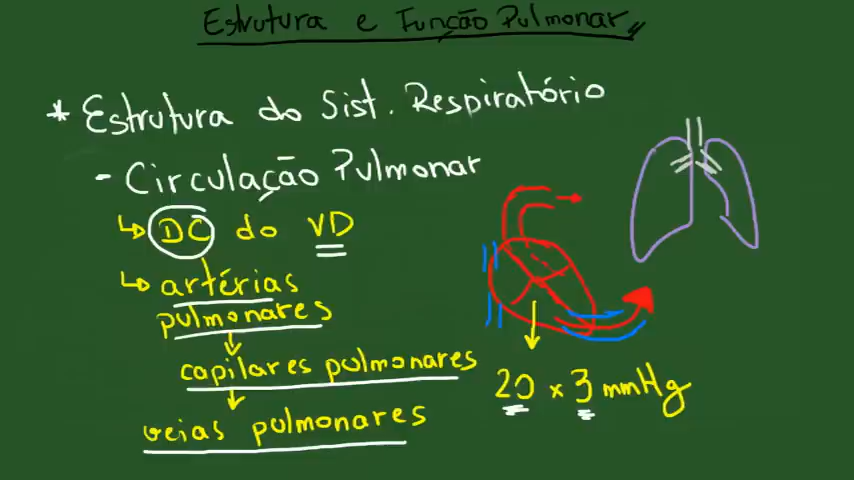 Estrutura e Função Pulmonar
* Estrutura do Sist. Respiratório
- Circulação Pulmonar
↳ DC do VD
↳ artérias
pulmonares
↓
capilares pulmonares
↓
veias pulmonares
20 x 3 mmHg